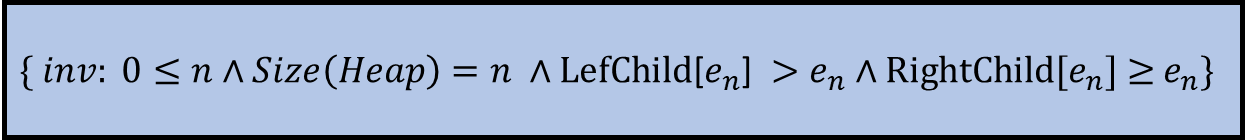 { inv: 0 ≤ n ∧ Size(Heap) = n ∧ LefChild[eₙ] > eₙ ∧ RightChild[eₙ] ≥ eₙ}